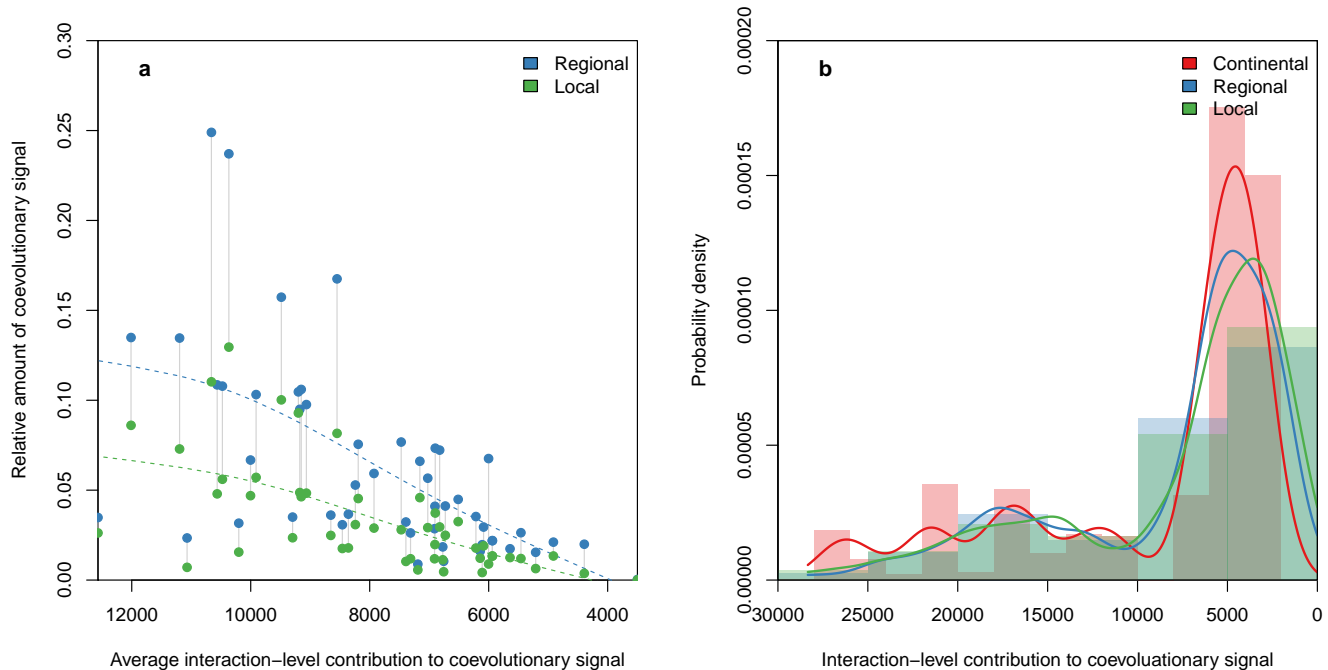 a
Regional
Local
Relative amount of coevolutionary signal
0.30
0.25
0.20
0.15
0.10
0.05
0.00
12000 10000 8000 6000 4000
Average interaction−level contribution to coevolutionary signal
b
Continental
Regional
Local
Probability density
0.00020
0.00015
0.00010
0.00005
0.00000
30000 25000 20000 15000 10000 5000 0
Interaction−level contribution to coevoluationary signal